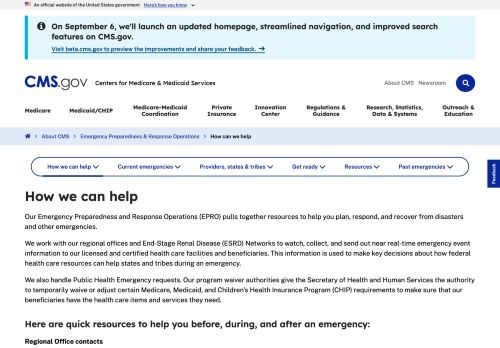 An official website of the United States government Here's how you know
On September 6, we'll launch an updated homepage, streamlined navigation, and improved search
features on CMS.gov.
Visit beta.cms.gov to preview the improvements and share your feedback.
CMS.gov Centers for Medicare & Medicaid Services
About CMS Newsroom
Medicare
Medicaid/CHIP
Medicare-Medicaid
Coordination
Private
Insurance
Innovation
Center
Regulations &
Guidance
Research, Statistics,
Data & Systems
Outreach &
Education
About CMS Emergency Preparedness & Response Operations How can we help
How we can help Current emergencies Providers, states & tribes Get ready Resources Past emergencies
Feedback
How we can help
Our Emergency Preparedness and Response Operations (EPRO) pulls together resources to help you plan, respond, and recover from disasters
and other emergencies.
We work with our regional offices and End-Stage Renal Disease (ESRD) Networks to watch, collect, and send out near real-time emergency event
information to our licensed and certified health care facilities and beneficiaries. This information is used to make key decisions about how federal
health care resources can help states and tribes during an emergency.
We also handle Public Health Emergency requests. Our program waiver authorities give the Secretary of Health and Human Services the authority
to temporarily waive or adjust certain Medicare, Medicaid, and Children's Health Insurance Program (CHIP) requirements to make sure that our
beneficiaries have the health care items and services they need.
Here are quick resources to help you before, during, and after an emergency:
Regional Office contacts